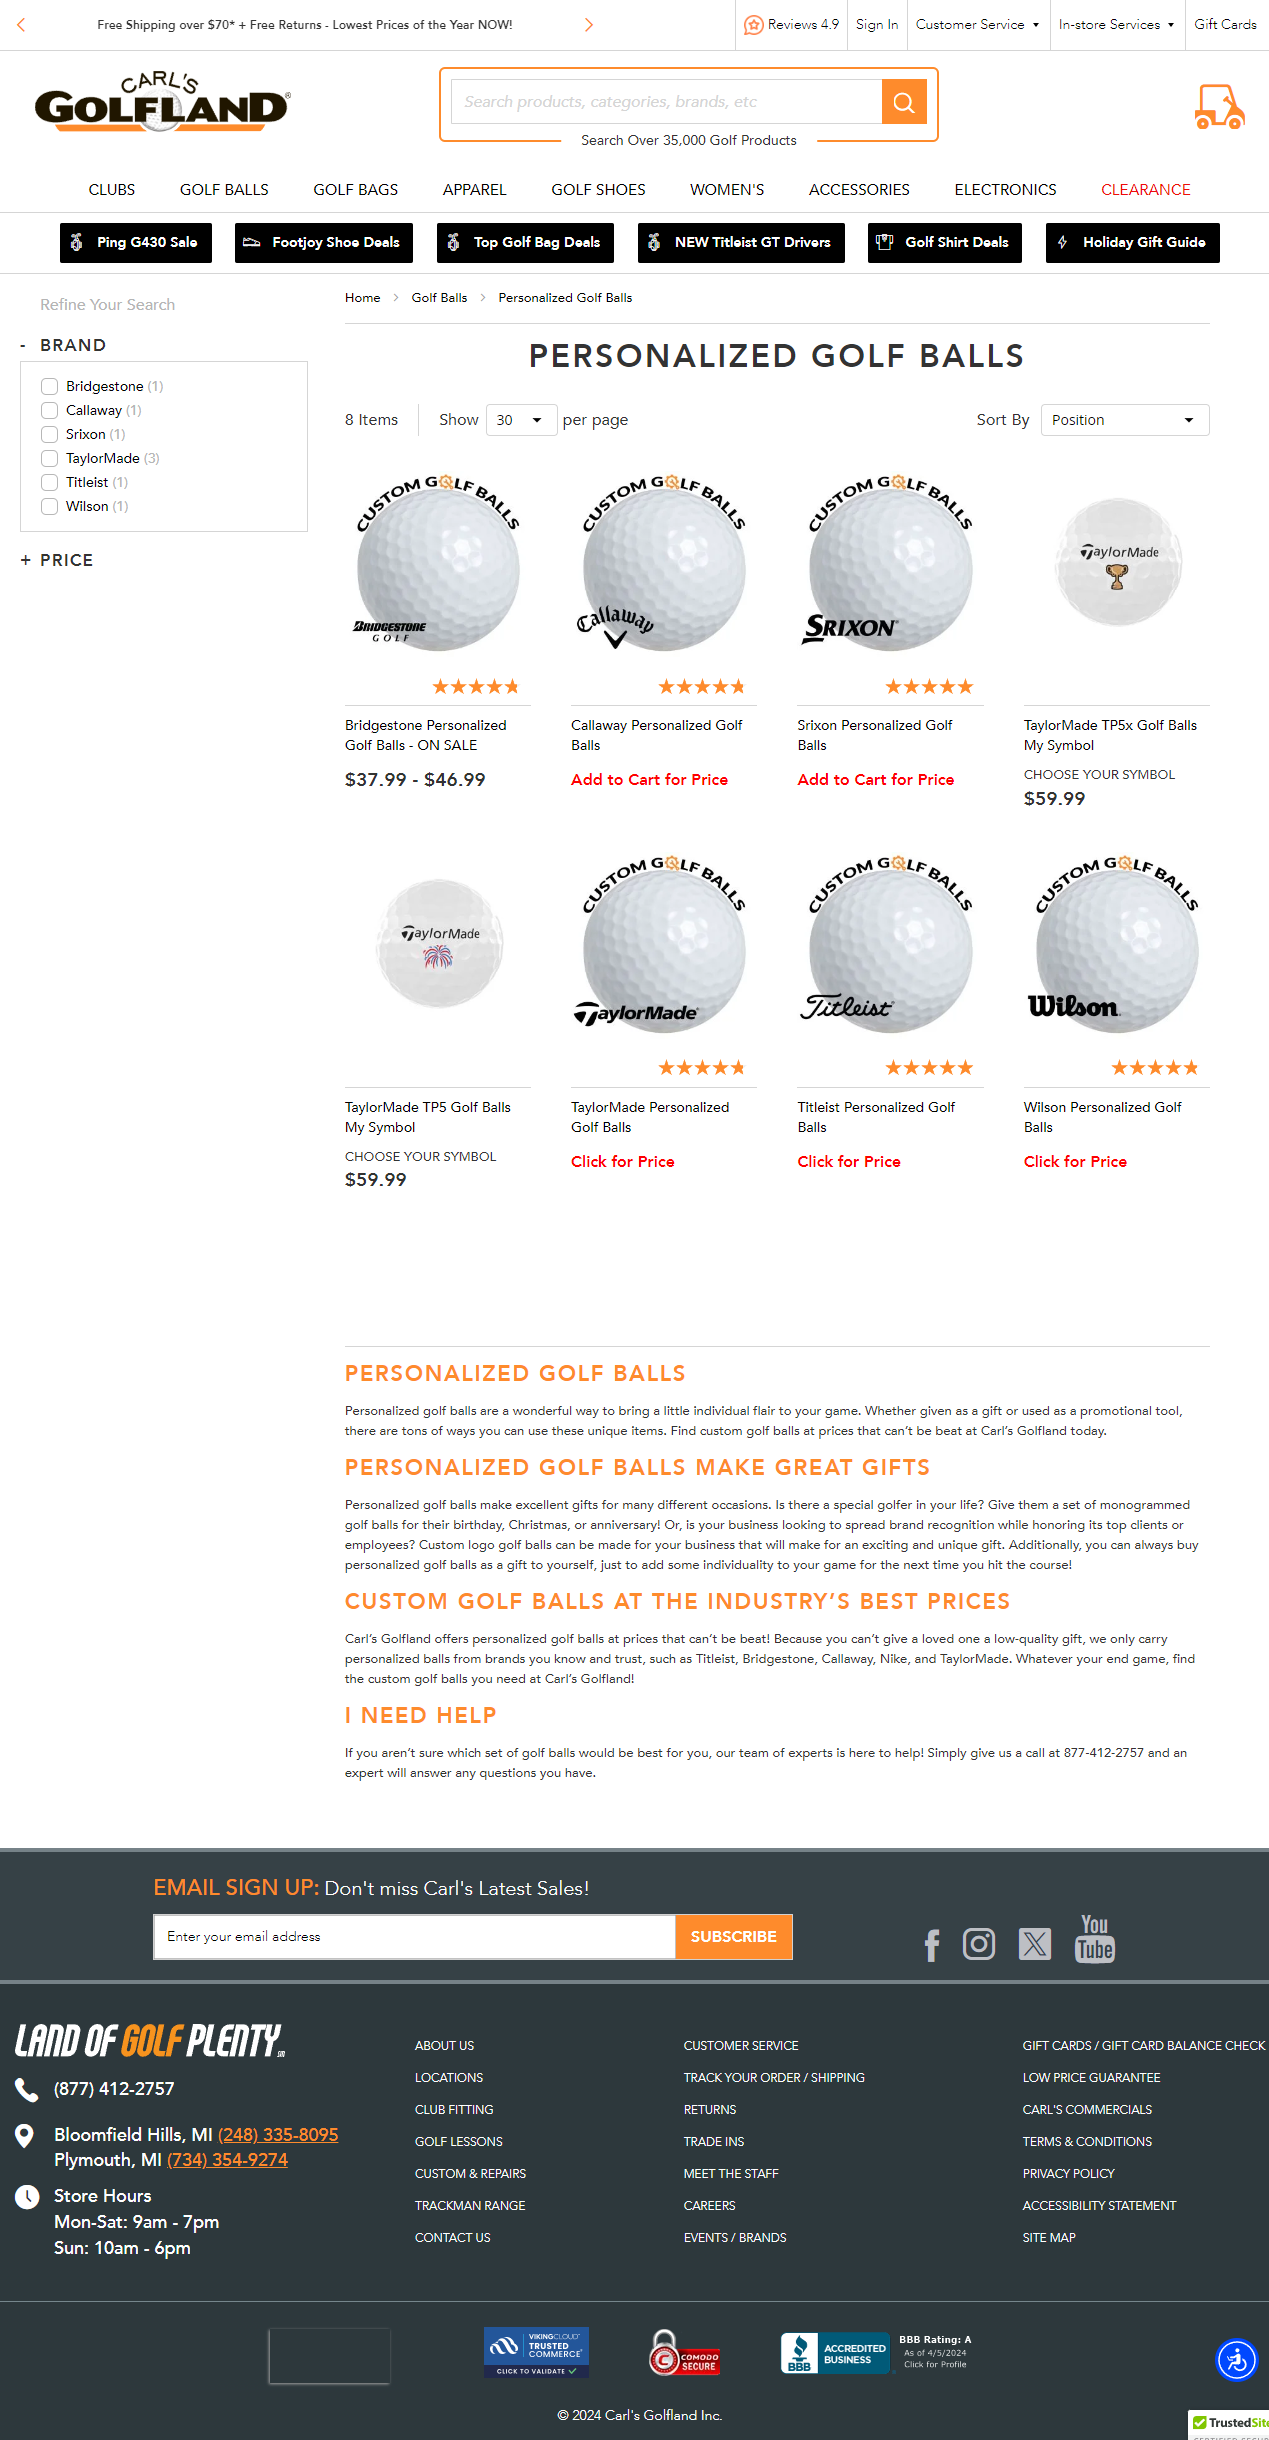 Free Shipping over $70* + Free Returns - Lowest Prices of the Year NOW!
Reviews 4.9
Sign In
Customer Service
In-store Services
Gift Cards
CARL'S
GOLFLAND®
Search products, categories, brands, etc
Search Over 35,000 Golf Products
CLUBS
GOLF BALLS
GOLF BAGS
APPAREL
GOLF SHOES
WOMEN'S
ACCESSORIES
ELECTRONICS
CLEARANCE
Ping G430 Sale
Footjoy Shoe Deals
Top Golf Bag Deals
NEW Titleist GT Drivers
Golf Shirt Deals
Holiday Gift Guide
Refine Your Search
- BRAND
Bridgestone (1)
Callaway (1)
Srixon (1)
TaylorMade (3)
Titleist (1)
Wilson (1)
+ PRICE
Home > Golf Balls > Personalized Golf Balls
PERSONALIZED GOLF BALLS
8 Items
Show 30 per page
Sort By Position
CUSTOM GOLF BALLS
BRIDGESTONE
GOLF
CUSTOM GOLF BALLS
Callaway
CUSTOM GOLF BALLS
SRIXON
TaylorMade
Bridgestone Personalized
Golf Balls - ON SALE
$37.99 - $46.99
Callaway Personalized Golf
Balls
Add to Cart for Price
Srixon Personalized Golf
Balls
Add to Cart for Price
TaylorMade TP5x Golf Balls
My Symbol
CHOOSE YOUR SYMBOL
$59.99
TaylorMade
CUSTOM GOLF BALLS
TaylorMade
CUSTOM GOLF BALLS
Titleist
CUSTOM GOLF BALLS
Wilson
TaylorMade TP5 Golf Balls
My Symbol
CHOOSE YOUR SYMBOL
$59.99
TaylorMade Personalized
Golf Balls
Click for Price
Titleist Personalized Golf
Balls
Click for Price
Wilson Personalized Golf
Balls
Click for Price
PERSONALIZED GOLF BALLS
Personalized golf balls are a wonderful way to bring a little individual flair to your game. Whether given as a gift or used as a promotional tool,
there are tons of ways you can use these unique items. Find custom golf balls at prices that can't be beat at Carl's Golfland today.
PERSONALIZED GOLF BALLS MAKE GREAT GIFTS
Personalized golf balls make excellent gifts for many different occasions. Is there a special golfer in your life? Give them a set of monogrammed
golf balls for their birthday, Christmas, or anniversary! Or, is your business looking to spread brand recognition while honoring its top clients or
employees? Custom logo golf balls can be made for your business that will make for an exciting and unique gift. Additionally, you can always buy
personalized golf balls as a gift to yourself, just to add some individuality to your game for the next time you hit the course!
CUSTOM GOLF BALLS AT THE INDUSTRY'S BEST PRICES
Carl's Golfland offers personalized golf balls at prices that can't be beat! Because you can't give a loved one a low-quality gift, we only carry
personalized balls from brands you know and trust, such as Titleist, Bridgestone, Callaway, Nike, and TaylorMade. Whatever your end game, find
the custom golf balls you need at Carl's Golfland!
I NEED HELP
If you aren't sure which set of golf balls would be best for you, our team of experts is here to help! Simply give us a call at 877-412-2757 and an
expert will answer any questions you have.
EMAIL SIGN UP: Don't miss Carl's Latest Sales!
Enter your email address
SUBSCRIBE
You
Tube
LAND OF GOLF PLENTY SM
(877) 412-2757
Bloomfield Hills, MI (248) 335-8095
Plymouth, MI (734) 354-9274
Store Hours
Mon-Sat: 9am - 7pm
Sun: 10am - 6pm
ABOUT US
LOCATIONS
CLUB FITTING
GOLF LESSONS
CUSTOM & REPAIRS
TRACKMAN RANGE
CONTACT US
CUSTOMER SERVICE
TRACK YOUR ORDER / SHIPPING
RETURNS
TRADE INS
MEET THE STAFF
CAREERS
EVENTS / BRANDS
GIFT CARDS / GIFT CARD BALANCE CHECK
LOW PRICE GUARANTEE
CARL'S COMMERCIALS
TERMS & CONDITIONS
PRIVACY POLICY
ACCESSIBILITY STATEMENT
SITE MAP
VIKINGCLOUD
TRUSTED
COMMERCE
CLICK TO VALIDATE
COMODO
SECURE
BBB
ACCREDITED
BUSINESS
BBB Rating: A
As of 4/5/2024
Click for Profile
© 2024 Carl's Golfland Inc.
TrustedSite